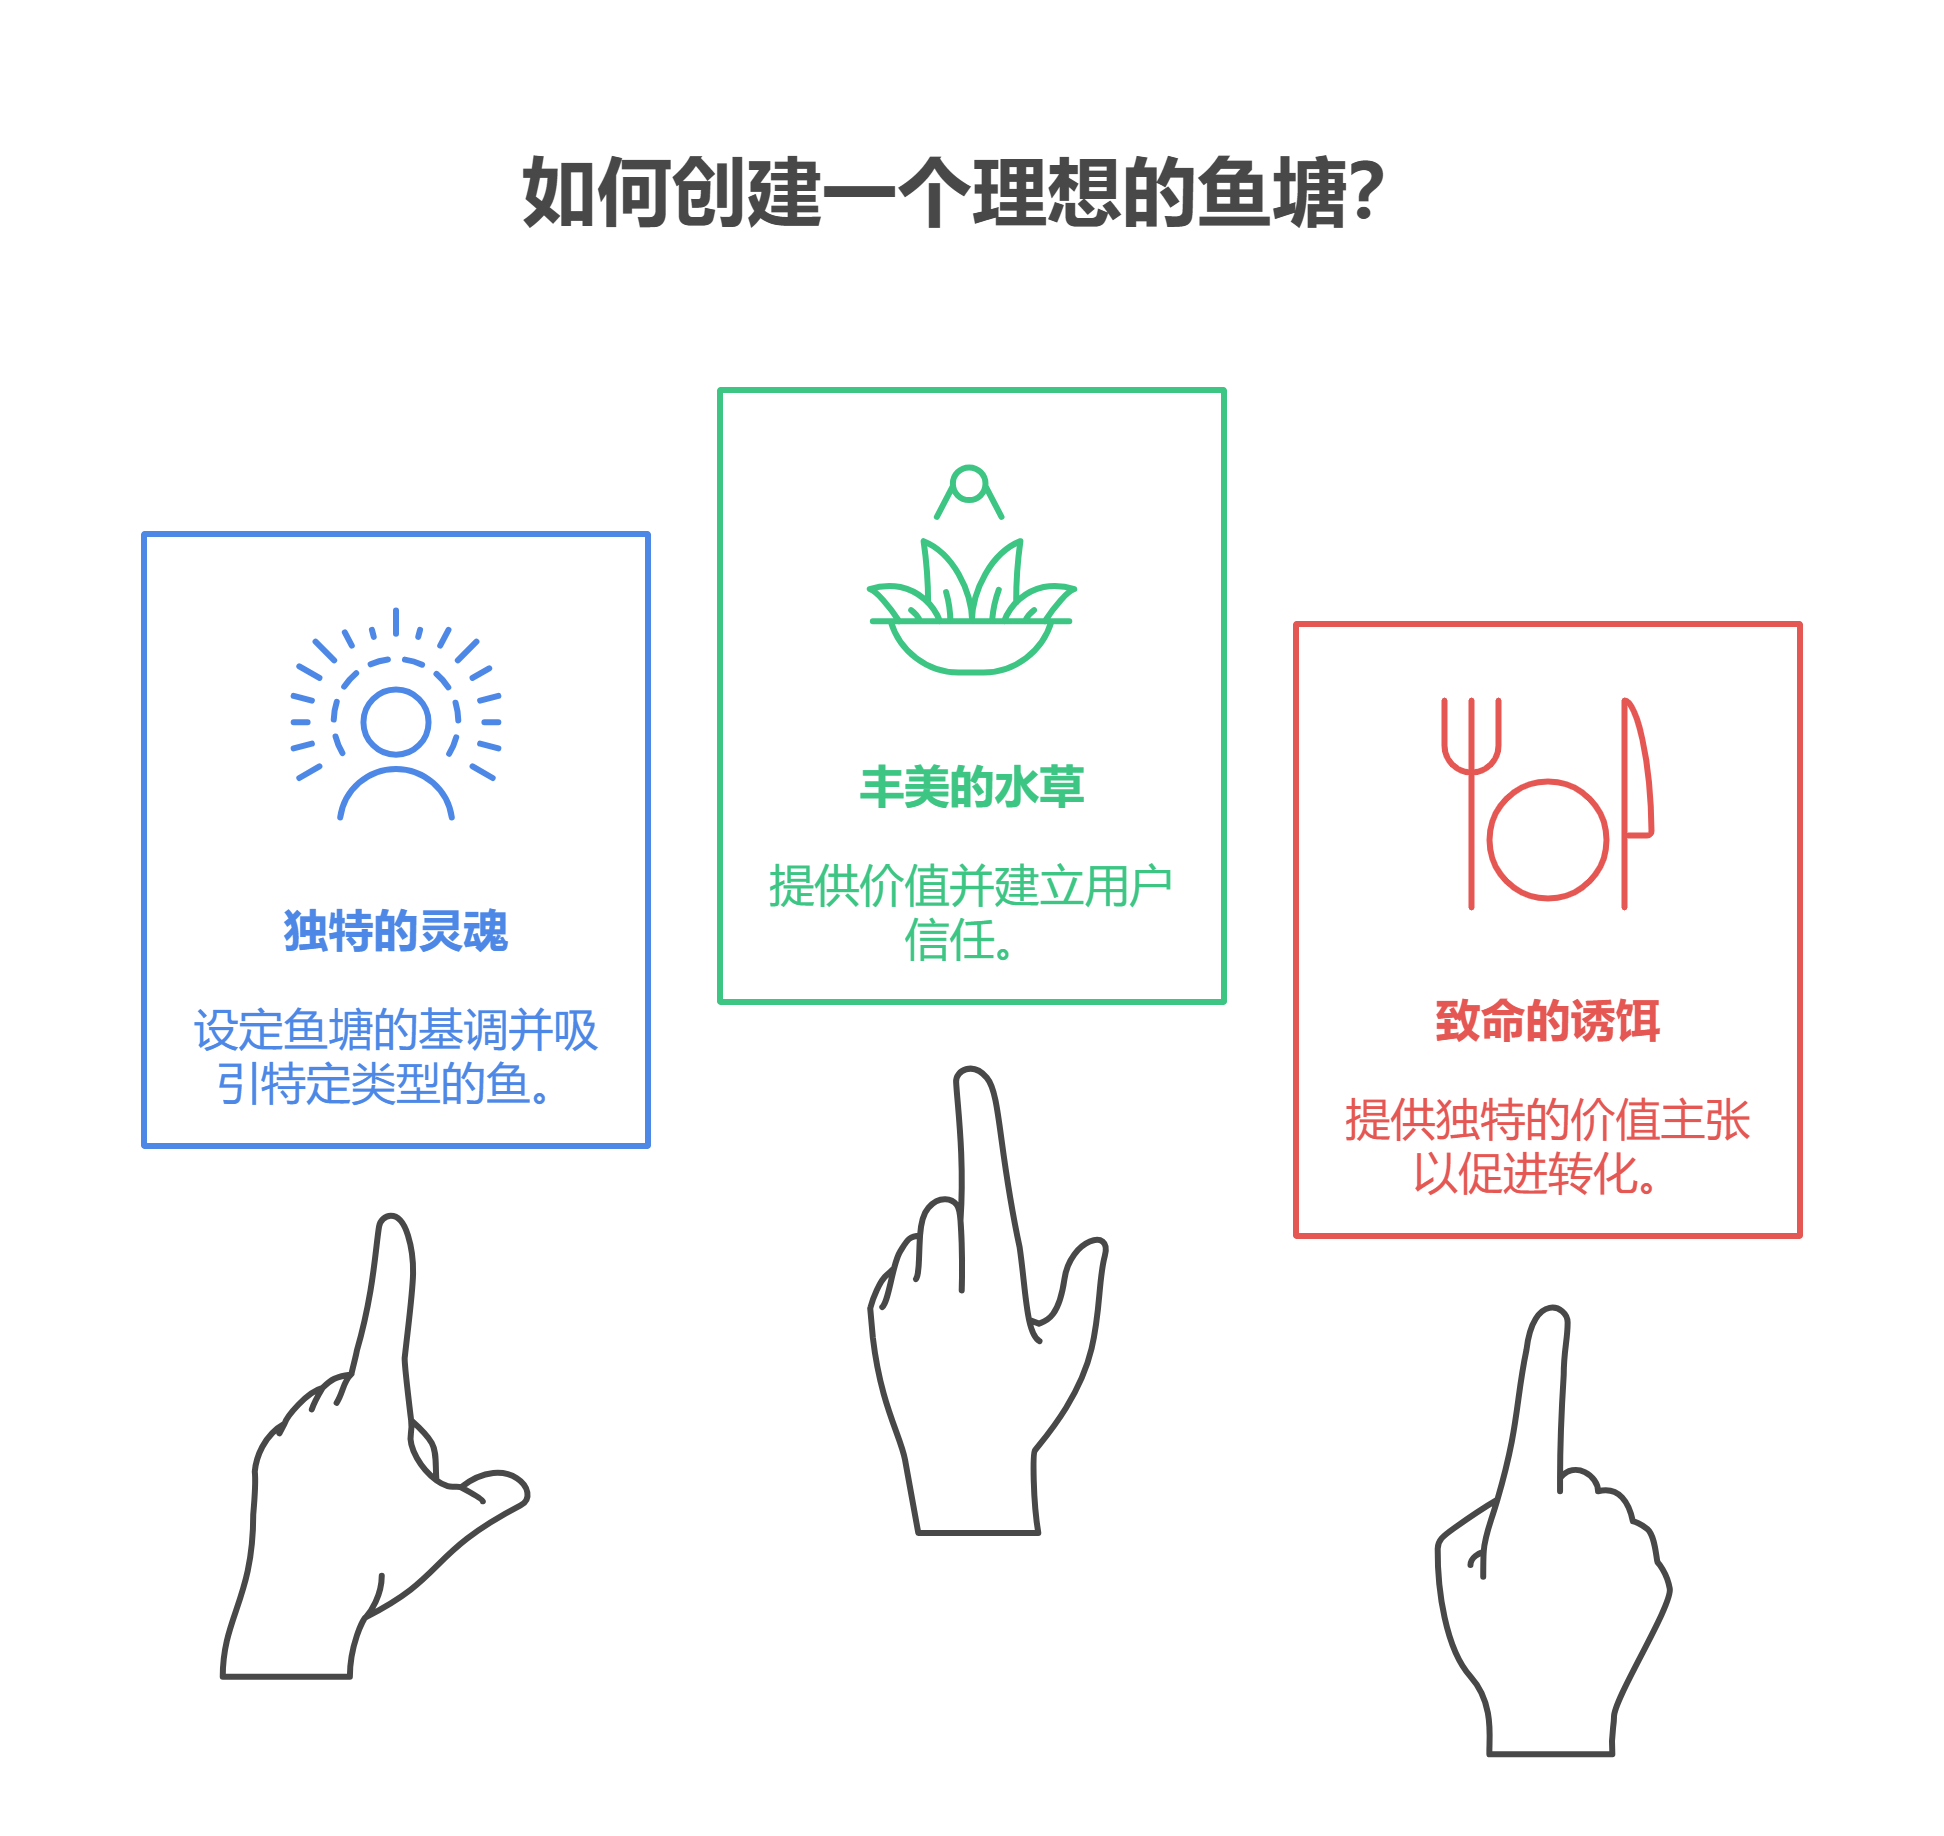 如何创建一个理想的鱼塘?
独特的灵魂
设定鱼塘的基调并吸
引特定类型的鱼。
丰美的水草
提供价值并建立用户
信任。
致命的诱饵
提供独特的价值主张
以促进转化。